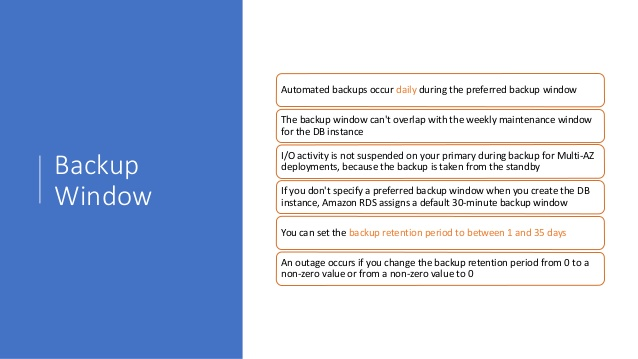 Backup
Window
Automated backups occur daily during the preferred backup window
The backup window can't overlap with the weekly maintenance window
for the DB instance
I/O activity is not suspended on your primary during backup for Multi-AZ
deployments, because the backup is taken from the standby
If you don't specify a preferred backup window when you create the DB
instance, Amazon RDS assigns a default 30-minute backup window
You can set the backup retention period to between 1 and 35 days
An outage occurs if you change the backup retention period from 0 to a
non-zero value or from a non-zero value to 0